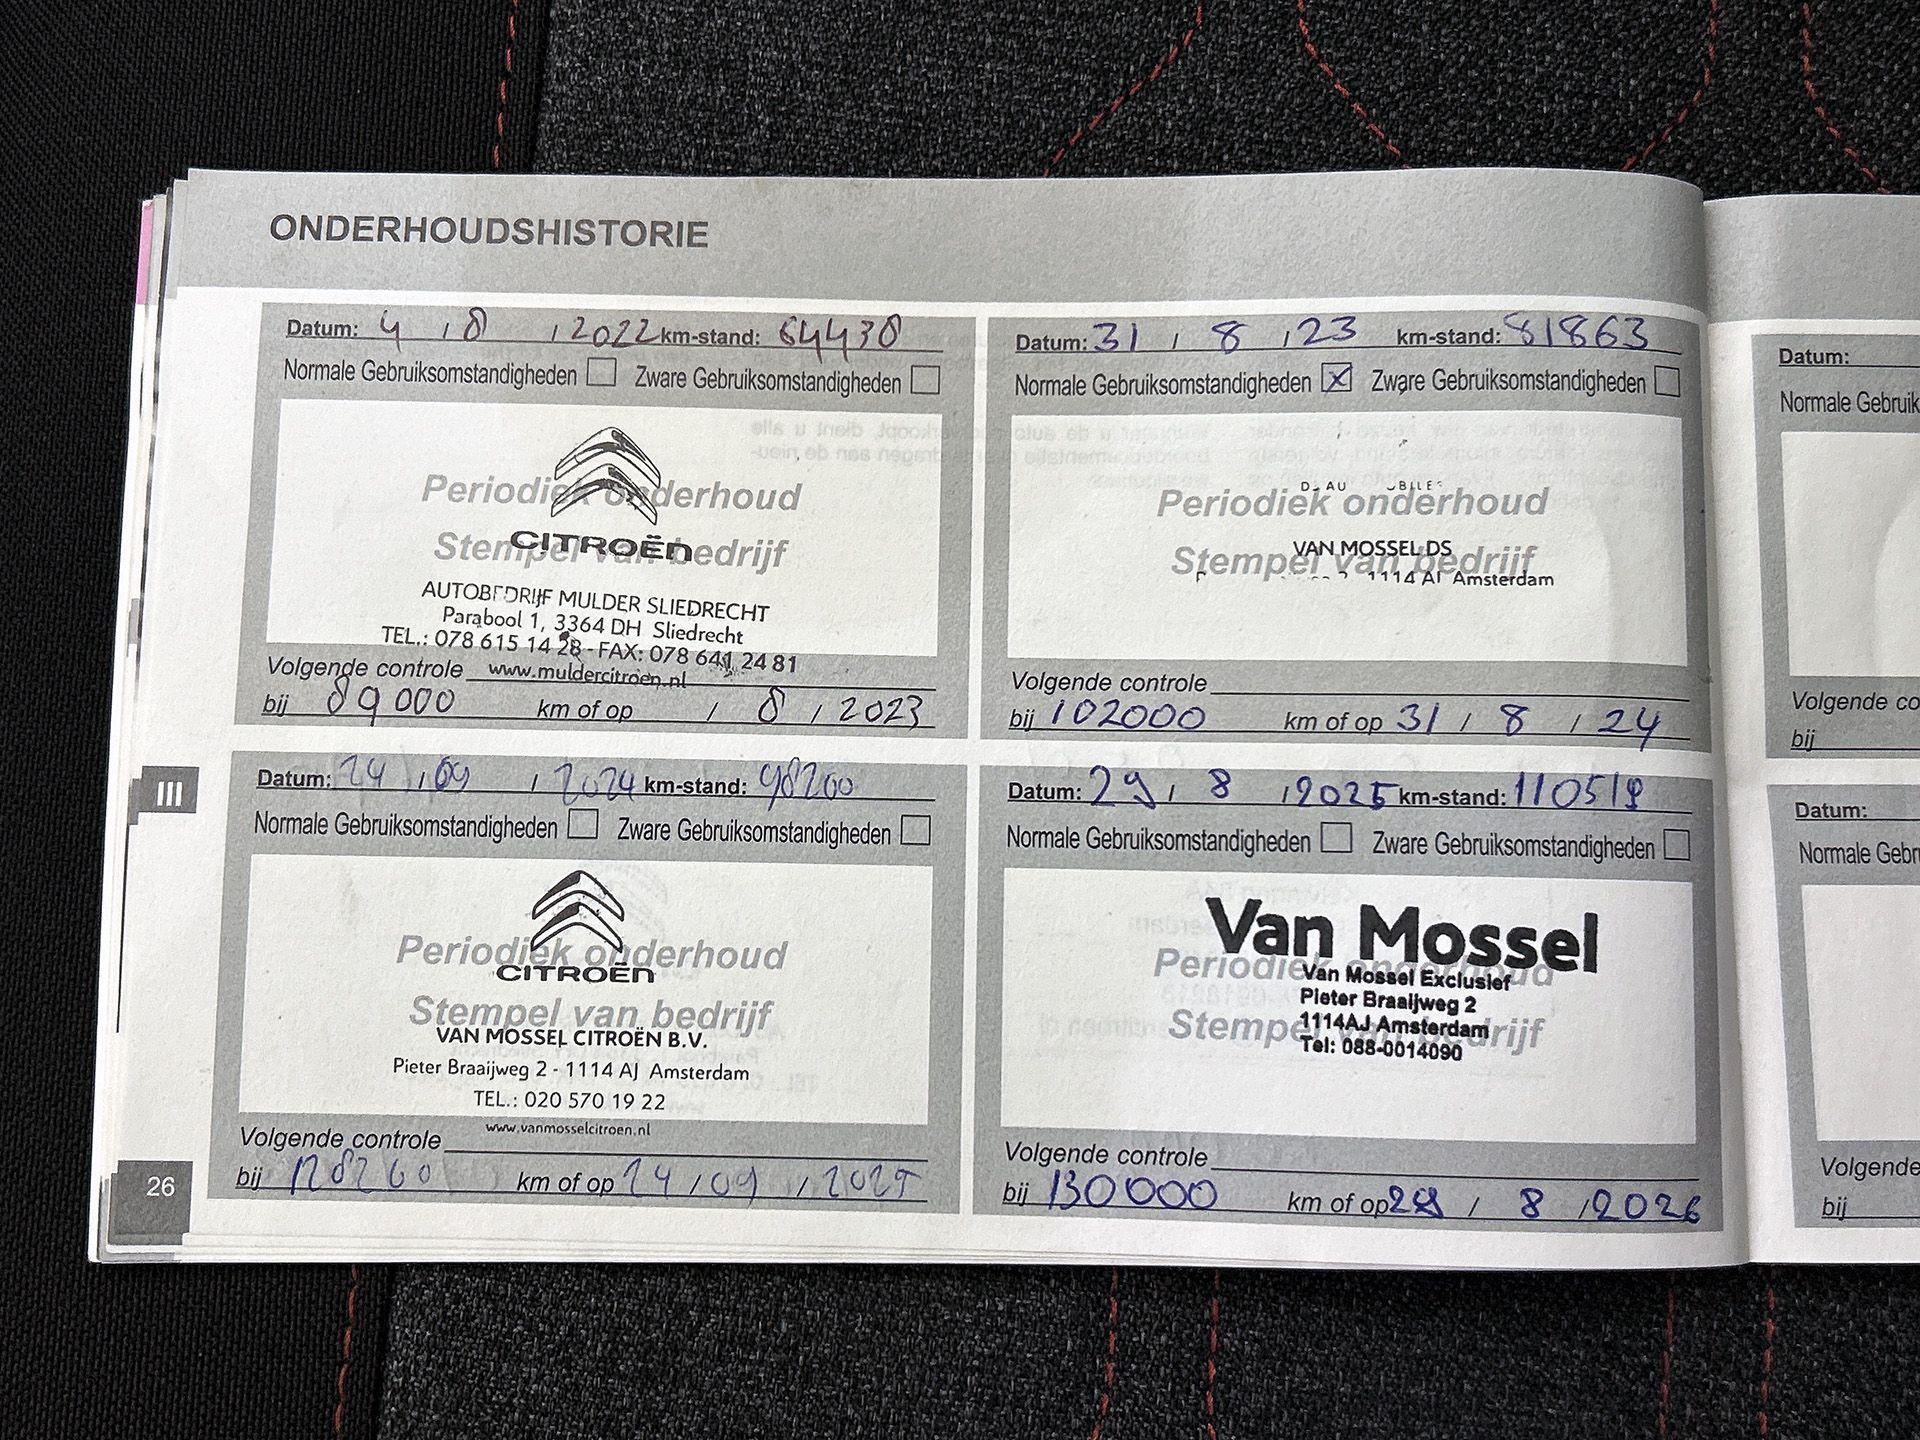 ONDERHOUDSHISTORIE
Datum: 4 / 8 / 2022 km-stand: 64438
Normale Gebruiksomstandigheden Zware Gebruiksomstandigheden
Periodiek onderhoud
Stempel van bedrijf
CITROËN
AUTOBEDRIJF MULDER SLIEDRECHT
Parabool 1, 3364 DH Sliedrecht
TEL.: 078 615 14 28 - FAX: 078 641 24 81
www.muldercitroen.nl
Volgende controle
bij 89000 km of op / 8 / 2023
Datum: 31 / 8 / 23 km-stand: 81863
Normale Gebruiksomstandigheden x Zware Gebruiksomstandigheden
Periodiek onderhoud
Stempel van bedrijf
VAN MOSSEL DS
1114 AJ Amsterdam
Volgende controle
bij 102000 km of op 31 / 8 / 24
Datum: 24 / 09 / 2024 km-stand: 98260
Normale Gebruiksomstandigheden Zware Gebruiksomstandigheden
Periodiek onderhoud
Stempel van bedrijf
CITROËN
VAN MOSSEL CITROËN B.V.
Pieter Braaijweg 2 - 1114 AJ Amsterdam
TEL.: 020 570 19 22
www.vanmosselcitroen.nl
Volgende controle
bij 128260 km of op 24 / 09 / 2025
Datum: 29 / 8 / 2025 km-stand: 110519
Normale Gebruiksomstandigheden Zware Gebruiksomstandigheden
Periodiek onderhoud
Stempel van bedrijf
Van Mossel
Van Mossel Exclusief
Pieter Braaijweg 2
1114AJ Amsterdam
Tel: 088-0014090
Volgende controle
bij 130000 km of op 29 / 8 / 2026
III
26
Datum:
Normale Gebruik
Volgende co
bij
Datum:
Normale Gebr
Volgende
bij